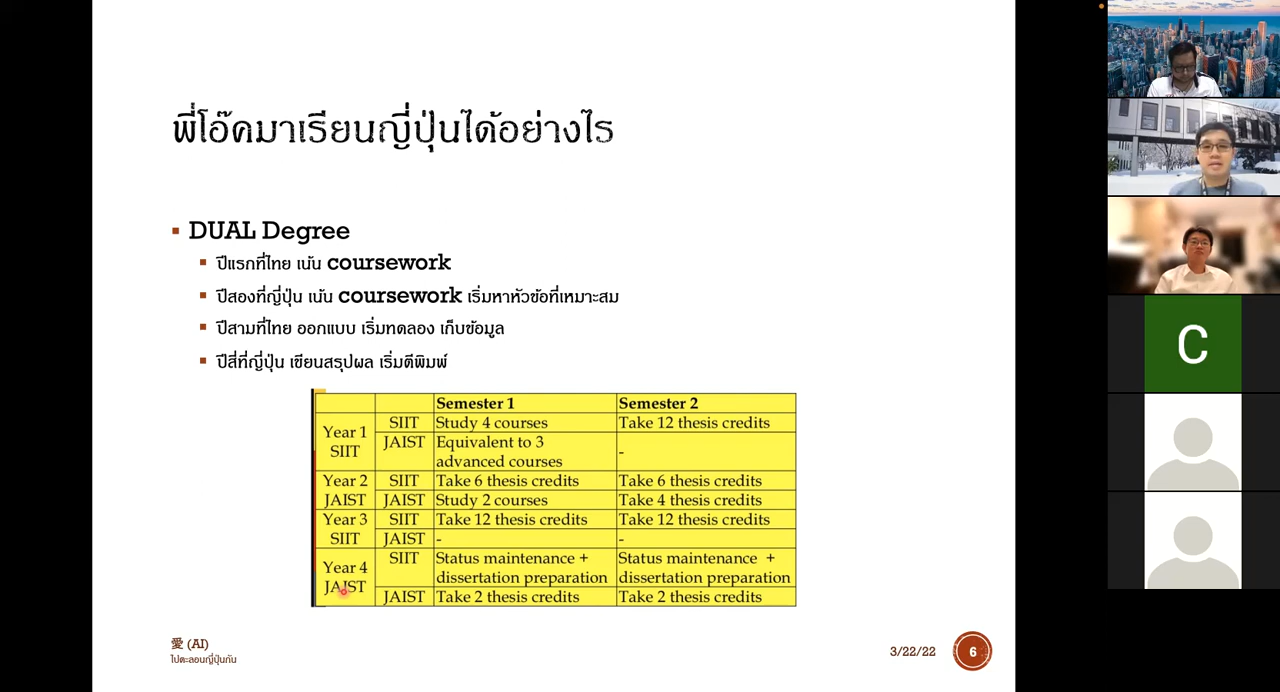 พี่โอ๊คมาเรียนญี่ปุ่นได้อย่างไร
DUAL Degree
ปีแรกที่ไทย เน้น coursework
ปีสองที่ญี่ปุ่น เน้น coursework เริ่มหาหัวข้อที่เหมาะสม
ปีสามที่ไทย ออกแบบ เริ่มทดลอง เก็บข้อมูล
ปีสี่ที่ญี่ปุ่น เขียนสรุปผล เริ่มตีพิมพ์
Semester 1 Semester 2
Year 1 SIIT SIIT Study 4 courses Take 12 thesis credits
JAIST Equivalent to 3 advanced courses -
Year 2 JAIST SIIT Take 6 thesis credits Take 6 thesis credits
JAIST Study 2 courses Take 4 thesis credits
Year 3 SIIT SIIT Take 12 thesis credits Take 12 thesis credits
JAIST - -
Year 4 JAIST SIIT Status maintenance + dissertation preparation Status maintenance + dissertation preparation
JAIST Take 2 thesis credits Take 2 thesis credits
愛 (AI)
ไปตะลอนญี่ปุ่นกัน
3/22/22
6
C